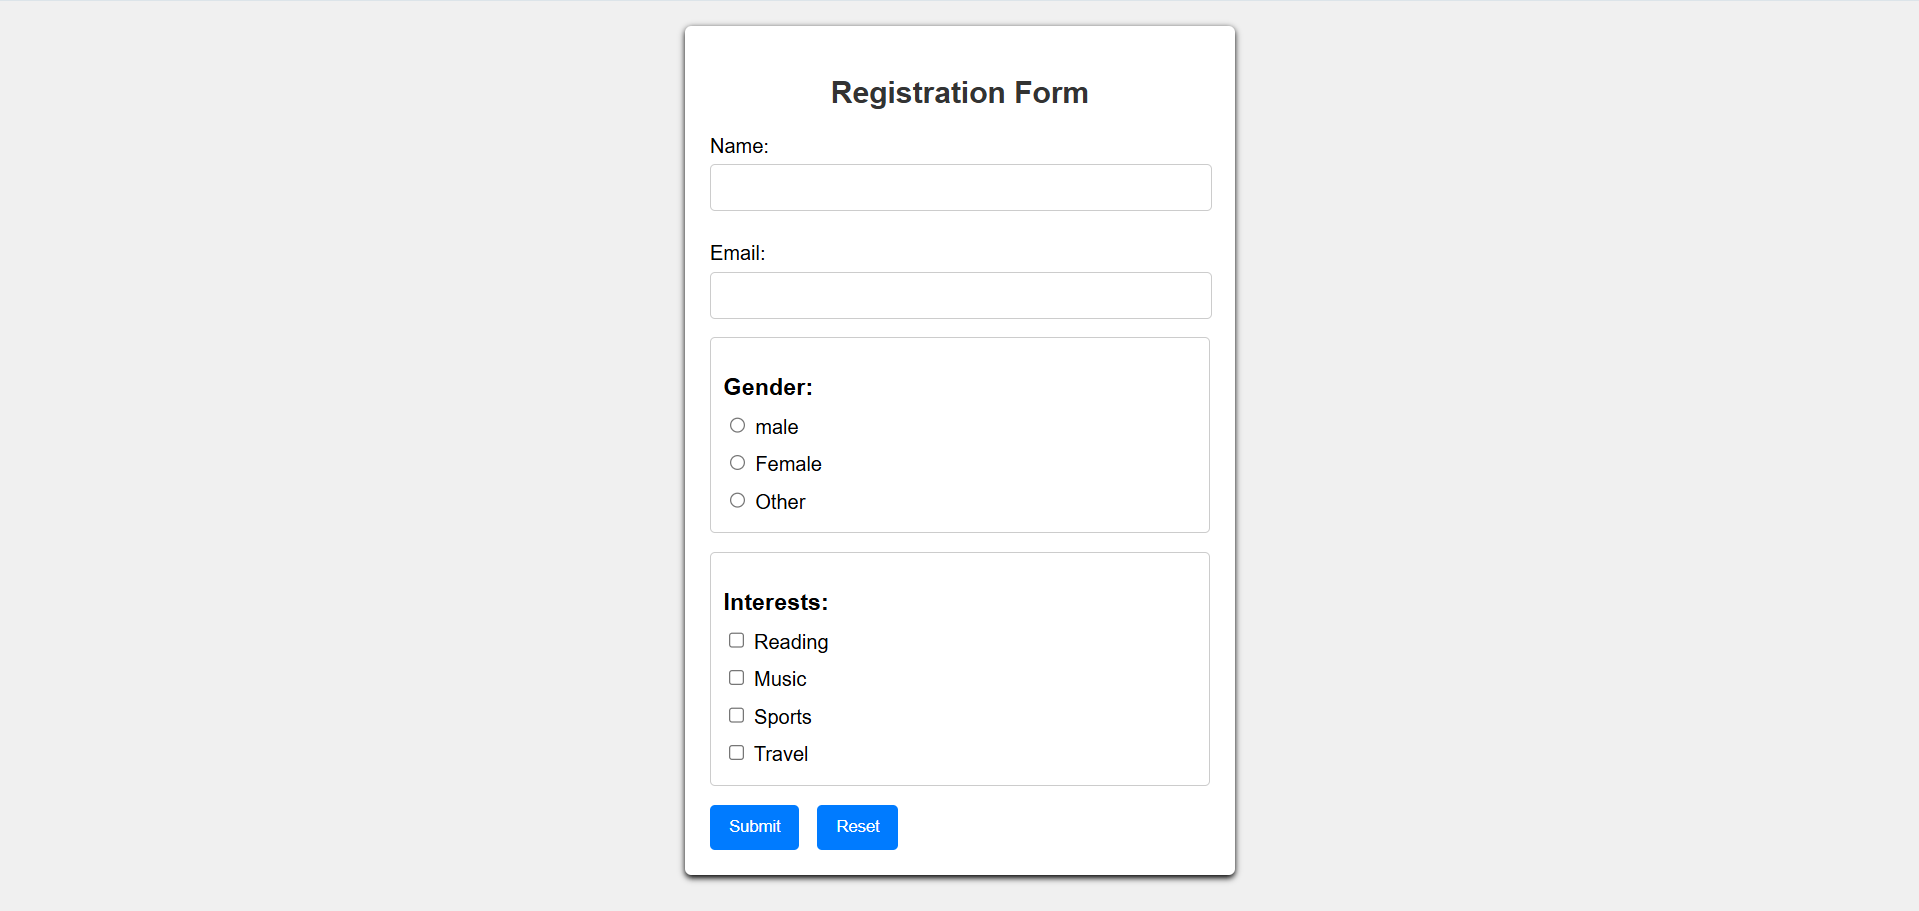 Registration Form
Name:
Email:
Gender:
male
Female
Other
Interests:
Reading
Music
Sports
Travel
Submit Reset